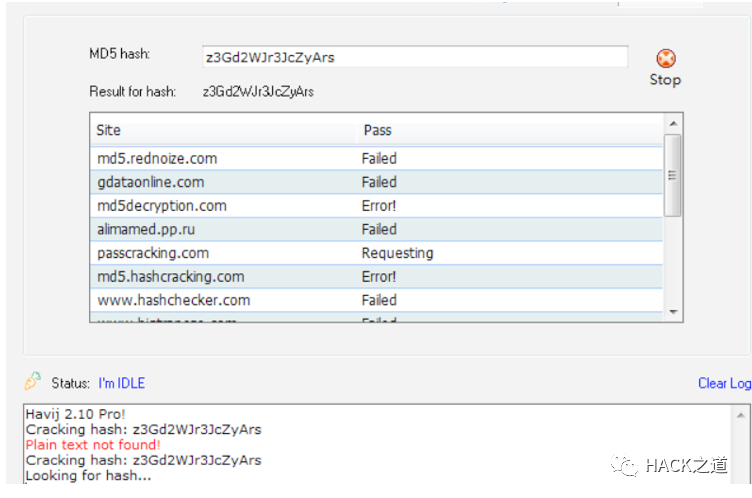 MD5 hash: z3Gd2WJr3JcZyArs
Stop
Result for hash: z3Gd2WJr3JcZyArs
Site Pass
md5.rednoize.com Failed
gdataonline.com Failed
md5decryption.com Error!
alimamed.pp.ru Failed
passcracking.com Requesting
md5.hashcracking.com Error!
www.hashchecker.com Failed
Status: I'm IDLE
Clear Log
Havij 2.10 Pro!
Cracking hash: z3Gd2WJr3JcZyArs
Plain text not found!
Cracking hash: z3Gd2WJr3JcZyArs
Looking for hash...
HACK之道